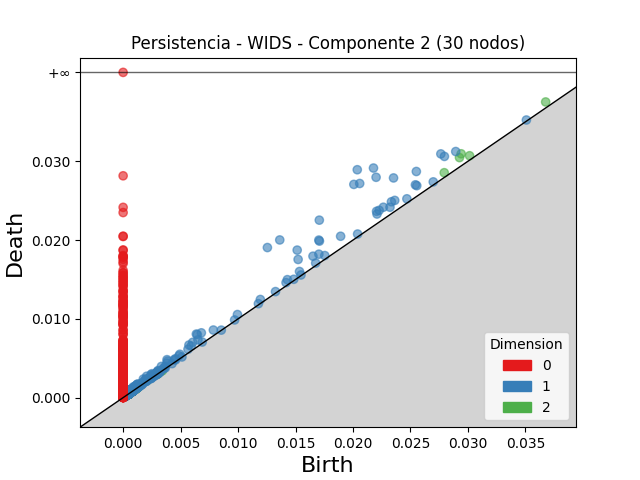 Persistencia - WIDS - Componente 2 (30 nodos)
+∞
0.030
0.020
0.010
0.000
Death
0.000 0.005 0.010 0.015 0.020 0.025 0.030 0.035
Birth
Dimension
0
1
2